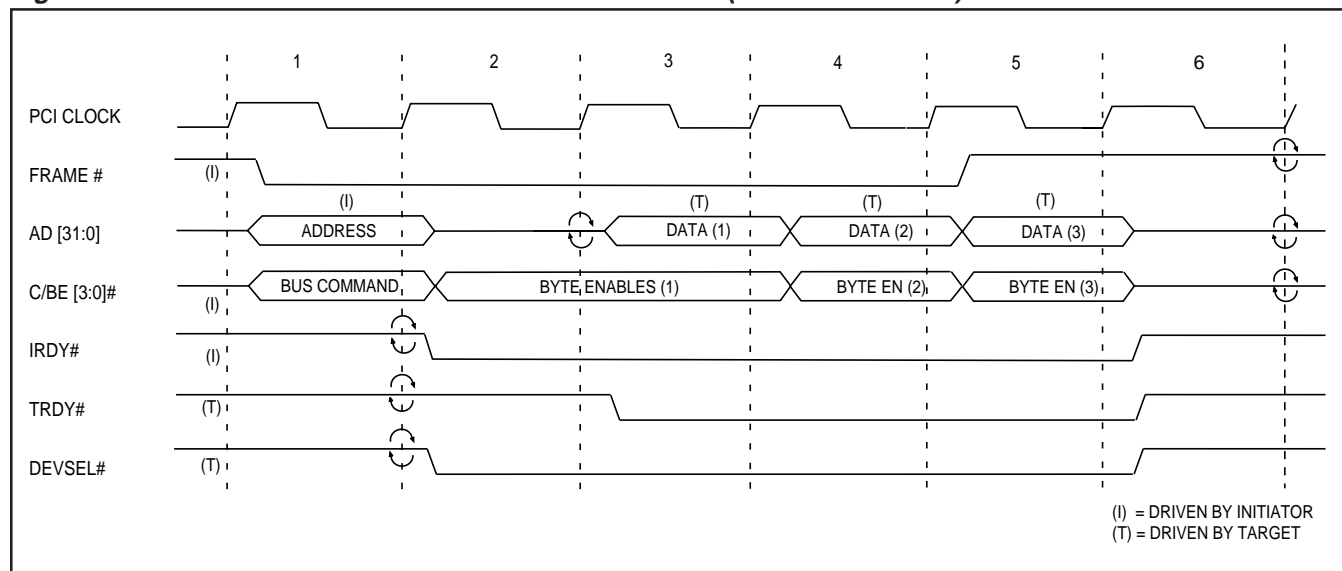 1 2 3 4 5 6
PCI CLOCK
FRAME # (I)
(I) (T) (T) (T)
AD [31:0] ADDRESS DATA (1) DATA (2) DATA (3)
C/BE [3:0]# BUS COMMAND BYTE ENABLES (1) BYTE EN (2) BYTE EN (3)
(I)
IRDY# (I)
TRDY# (T)
DEVSEL# (T)
(I) = DRIVEN BY INITIATOR
(T) = DRIVEN BY TARGET